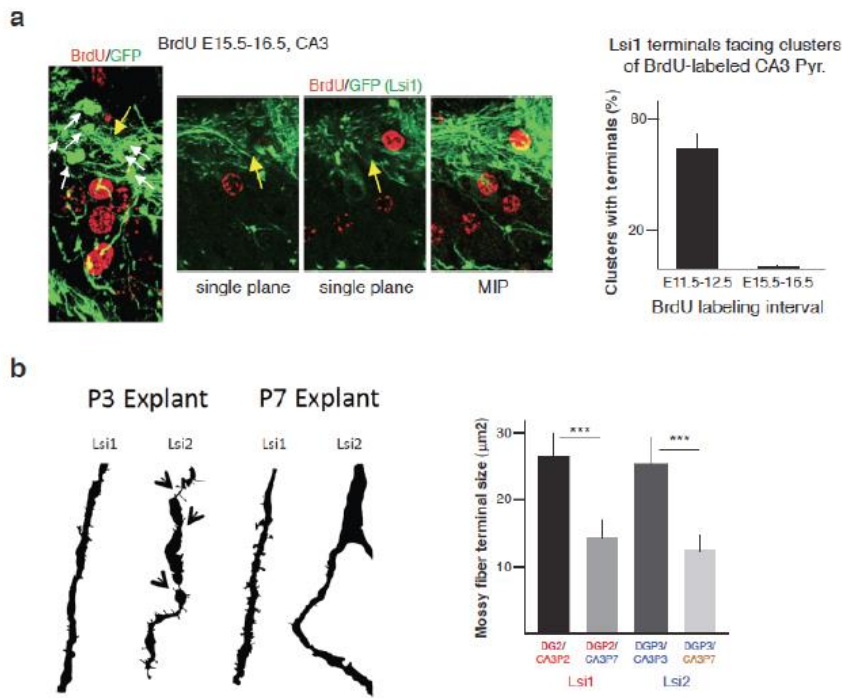 a
BrdU E15.5-16.5, CA3
BrdU/GFP
BrdU/GFP (Lsi1)
single plane
single plane
MIP
Lsi1 terminals facing clusters
of BrdU-labeled CA3 Pyr.
Clusters with terminals (%)
60
20
E11.5-12.5
E15.5-16.5
BrdU labeling interval
b
P3 Explant
P7 Explant
Lsi1
Lsi2
Lsi1
Lsi2
Mossy fiber terminal size (µm2)
30
20
10
***
***
DG2/
CA3P2
DGP2/
CA3P7
DGP3/
CA3P3
DGP3/
CA3P7
Lsi1
Lsi2